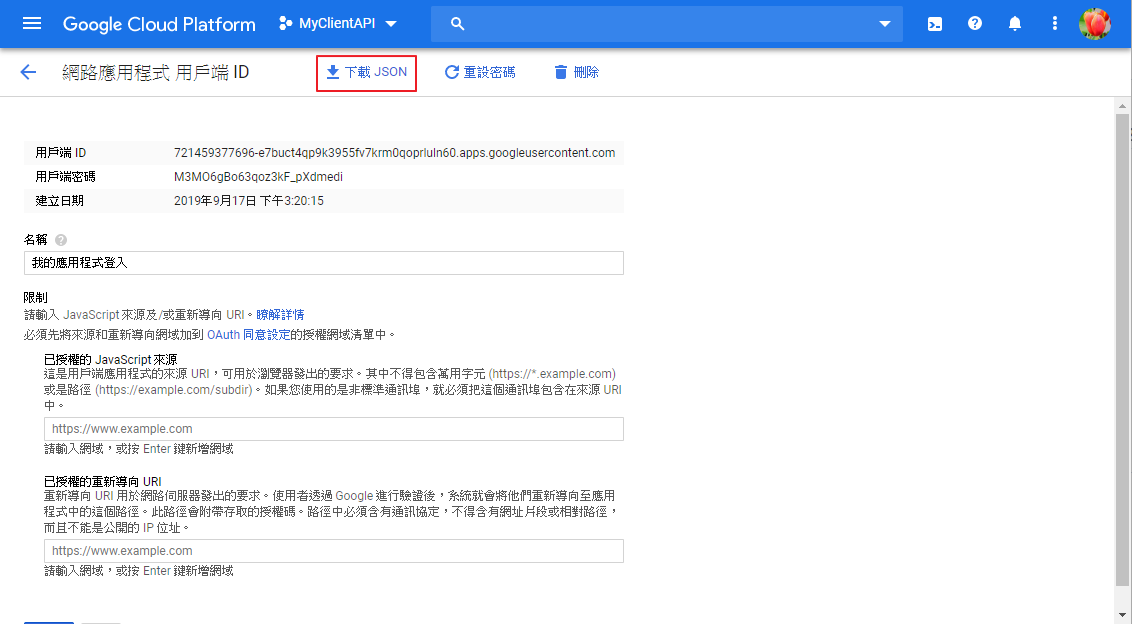 Google Cloud Platform MyClientAPI
網路應用程式 用戶端 ID 下載 JSON 重設密碼 刪除
用戶端 ID 721459377696-e7buct4qp9k3955fv7krm0qoprluln60.apps.googleusercontent.com
用戶端密碼 M3MO6gBo63qoz3kF_pXdmedi
建立日期 2019年9月17日 下午3:20:15
名稱
我的應用程式登入
限制
請輸入 JavaScript 來源及/或重新導向 URI。瞭解詳情
必須先將來源和重新導向網域加到 OAuth 同意設定的授權網域清單中。
已授權的 JavaScript 來源
這是用戶端應用程式的來源 URI，可用於瀏覽器發出的要求。其中不得包含萬用字元 (https://*.example.com)
或是路徑 (https://example.com/subdir)。如果您使用的是非標準通訊埠，就必須把這個通訊埠包含在來源 URI
中。
https://www.example.com
請輸入網域，或按 Enter 鍵新增網域
已授權的重新導向 URI
重新導向 URI 用於網路伺服器發出的要求。使用者透過 Google 進行驗證後，系統就會將他們重新導向至應用
程式中的這個路徑。此路徑會附帶存取的授權碼。路徑中必須含有通訊協定，不得含有網址片段或相對路徑，
而且不能是公開的 IP 位址。
https://www.example.com
請輸入網域，或按 Enter 鍵新增網域